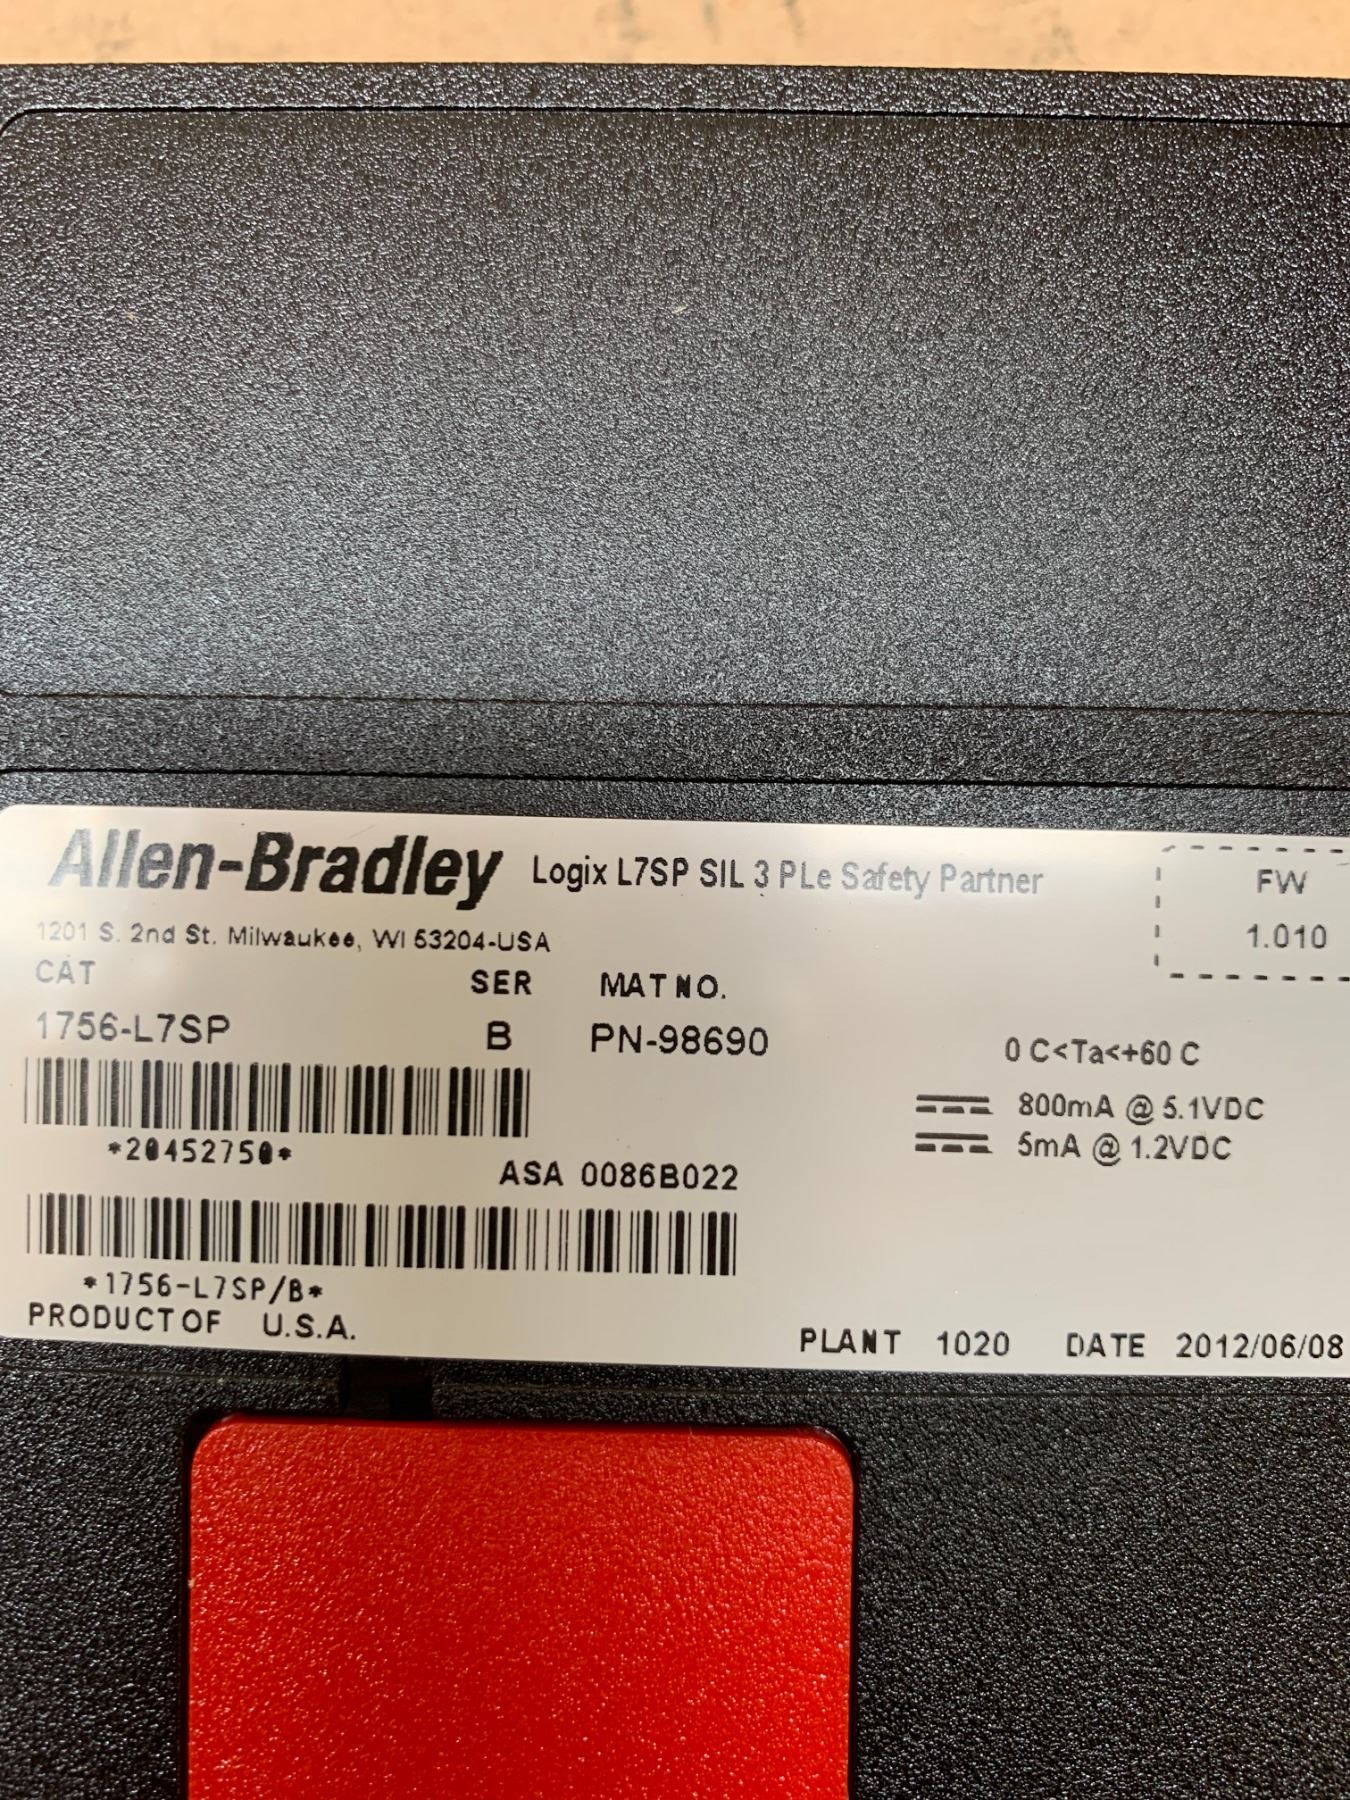 Allen-Bradley Logix L7SP SIL 3 PLe Safety Partner
FW
1.010
1201 S. 2nd St. Milwaukee, WI 53204-USA
CAT SER MAT NO.
1756-L7SP B PN-98690
0 C<Ta<+60 C
800mA @ 5.1VDC
5mA @ 1.2VDC
*20452750*
ASA 0086B022
*1756-L7SP/B*
PRODUCT OF U.S.A.
PLANT 1020 DATE 2012/06/08